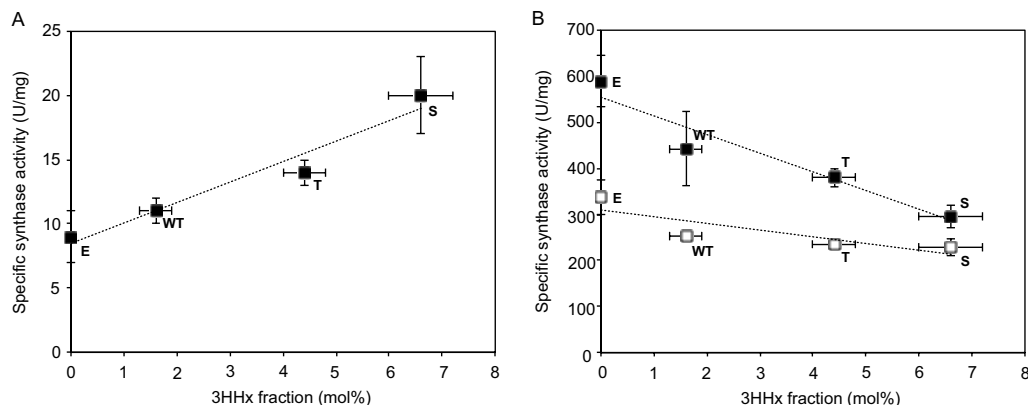 A
Specific synthase activity (U/mg)
25
20
15
10
5
0
0 1 2 3 4 5 6 7 8
3HHx fraction (mol%)
E
WT
T
S
B
Specific synthase activity (U/mg)
700
600
500
400
300
200
100
0
0 1 2 3 4 5 6 7 8
3HHx fraction (mol%)
E
WT
T
S
E
WT
T
S